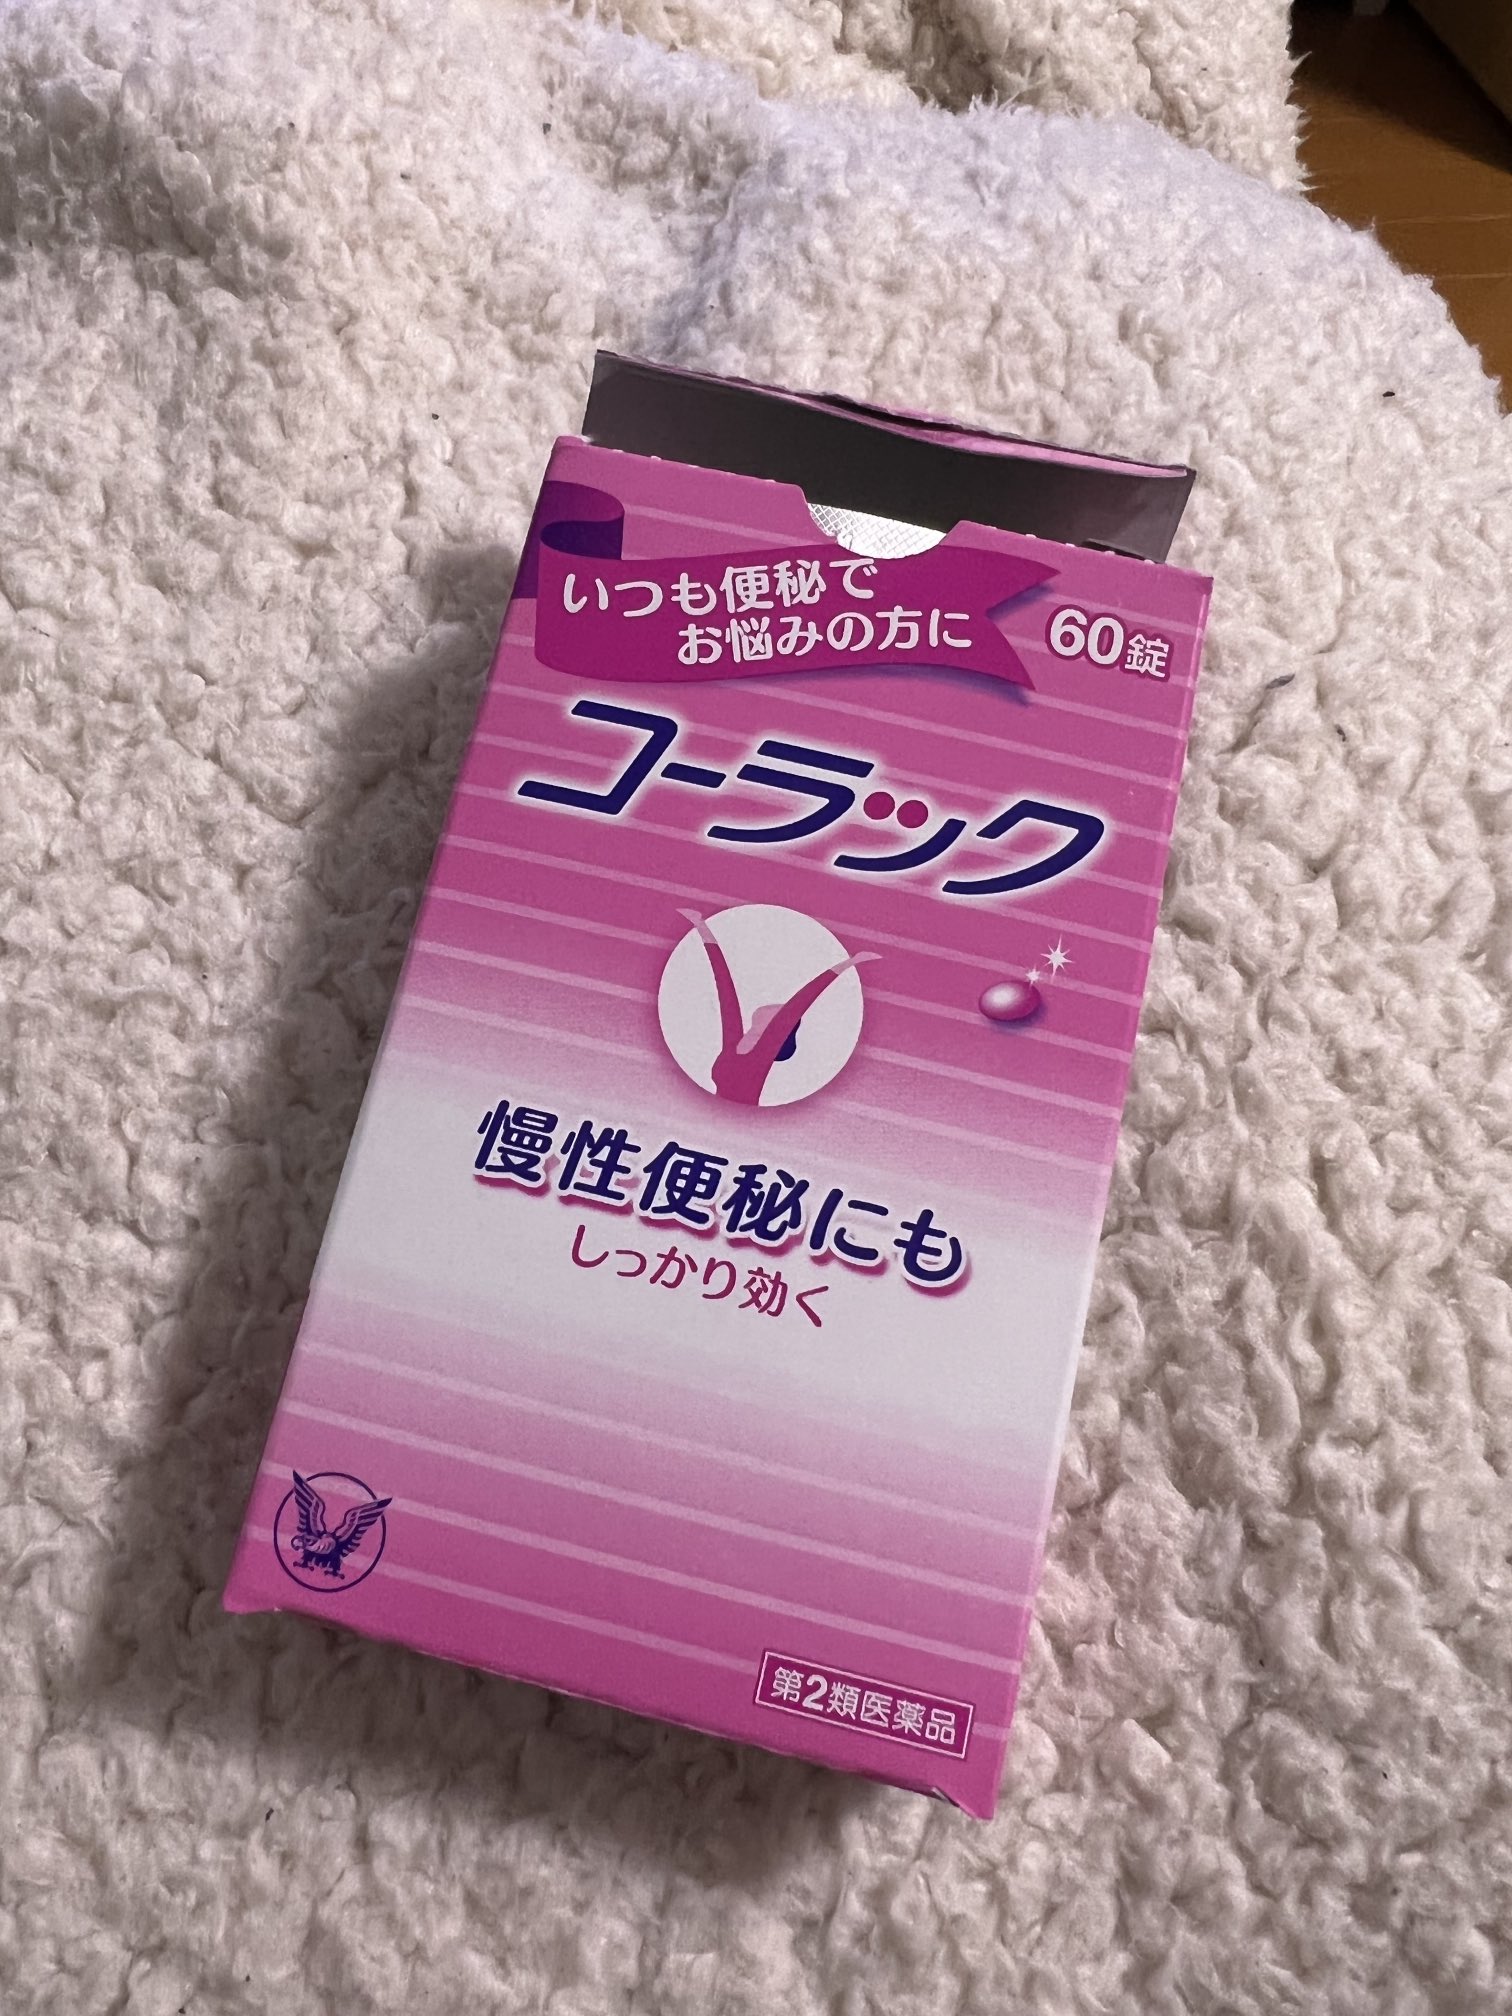 いつも便秘で
お悩みの方に
60錠
コーラック
慢性便秘にも
しっかり効く
第2類医薬品